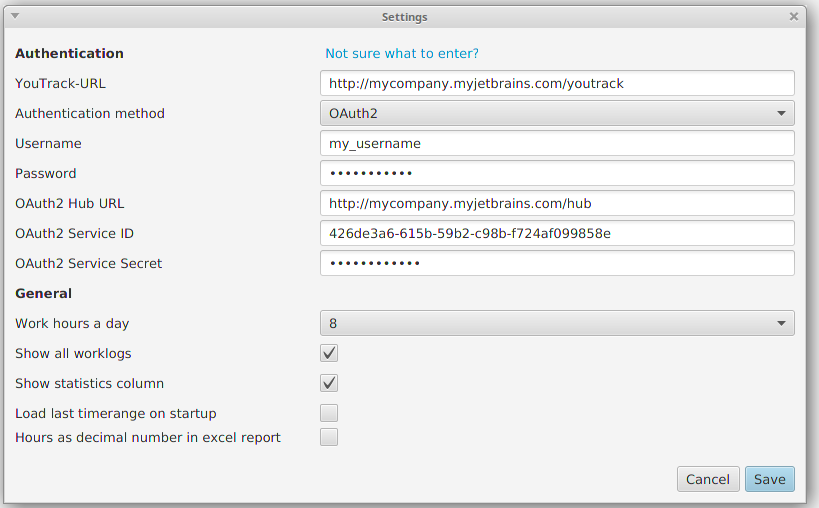 Settings
Authentication Not sure what to enter?
YouTrack-URL http://mycompany.myjetbrains.com/youtrack
Authentication method OAuth2
Username my_username
Password •••••••••••
OAuth2 Hub URL http://mycompany.myjetbrains.com/hub
OAuth2 Service ID 426de3a6-615b-59b2-c98b-f724af099858e
OAuth2 Service Secret ••••••••••••
General
Work hours a day 8
Show all worklogs
Show statistics column
Load last timerange on startup
Hours as decimal number in excel report
Cancel Save